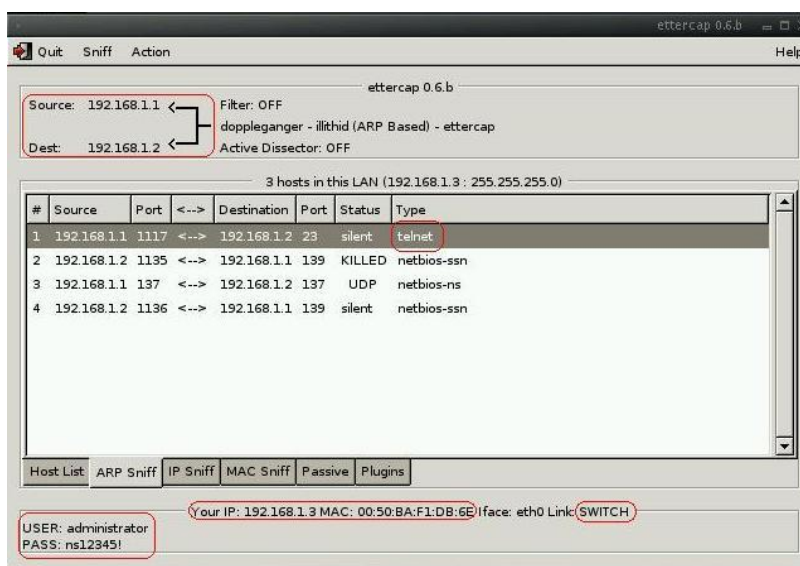 ettercap 0.6.b
Quit Sniff Action Help
ettercap 0.6.b
Source: 192.168.1.1 Filter: OFF
doppleganger - illithid (ARP Based) - ettercap
Dest: 192.168.1.2 Active Dissector: OFF
3 hosts in this LAN (192.168.1.3 : 255.255.255.0)
# Source Port <--> Destination Port Status Type
1 192.168.1.1 1117 <--> 192.168.1.2 23 silent telnet
2 192.168.1.2 1135 <--> 192.168.1.1 139 KILLED netbios-ssn
3 192.168.1.1 137 <--> 192.168.1.2 137 UDP netbios-ns
4 192.168.1.2 1136 <--> 192.168.1.1 139 silent netbios-ssn
Host List ARP Sniff IP Sniff MAC Sniff Passive Plugins
Your IP: 192.168.1.3 MAC: 00:50:BA:F1:DB:6E Iface: eth0 Link: SWITCH
USER: administrator
PASS: ns12345!